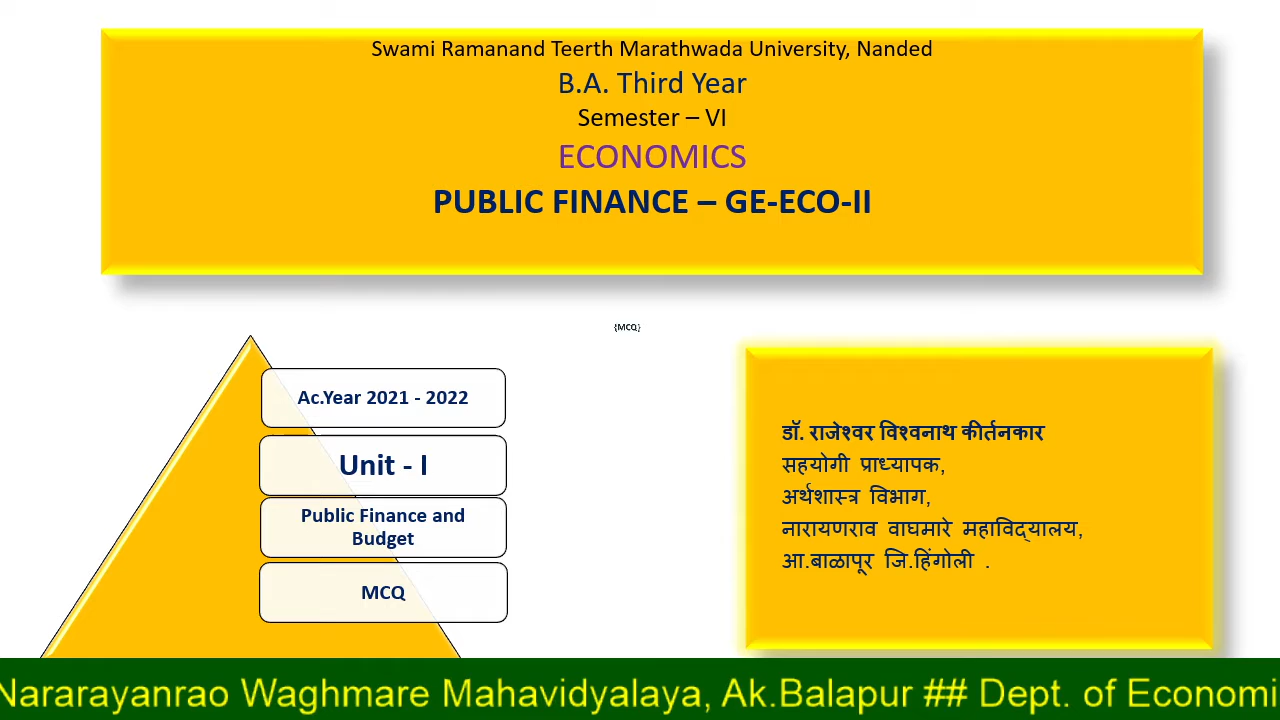 Swami Ramanand Teerth Marathwada University, Nanded
B.A. Third Year
Semester – VI
ECONOMICS
PUBLIC FINANCE – GE-ECO-II
{MCQ}
Ac.Year 2021 - 2022
Unit - I
Public Finance and
Budget
MCQ
डॉ. राजेश्वर विश्वनाथ कीर्तनकार
सहयोगी प्राध्यापक,
अर्थशास्त्र विभाग,
नारायणराव वाघमारे महाविद्यालय,
आ.बाळापूर जि.हिंगोली .
Nararayanrao Waghmare Mahavidyalaya, Ak.Balapur ## Dept. of Economi